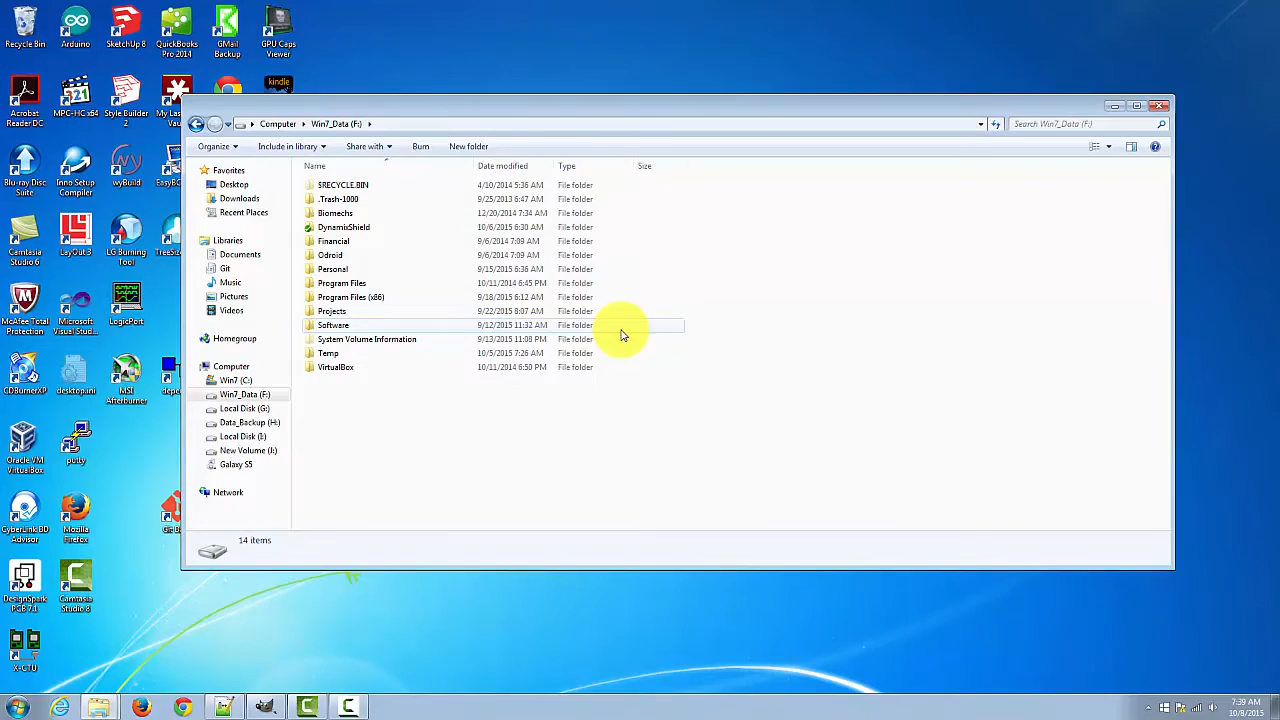 Recycle Bin
Arduino
SketchUp 8
QuickBooks
Pro 2014
GMail
Backup
GPU Caps
Viewer
Acrobat
Reader DC
MPC-HC x64
Style Builder
2
My Las
Vau
kindle
Blu-ray Disc
Suite
Inno Setup
Compiler
wyBuild
EasyBC
Camtasia
Studio 6
LayOut 3
LG Burning
Tool
TreeSiz
McAfee Total
Protection
Microsoft
Visual Stud...
LogicPort
CDBurnerXP
desktop.ini
MSI
Afterburner
depe
Oracle VM
VirtualBox
putty
CyberLink BD
Advisor
Mozilla
Firefox
Git Ba
DesignSpark
PCB 7.1
Camtasia
Studio 8
X-CTU
Computer
Win7_Data (F:)
Search Win7_Data (F:)
Organize
Include in library
Share with
Burn
New folder
Favorites
Desktop
Downloads
Recent Places
Libraries
Documents
Git
Music
Pictures
Videos
Homegroup
Computer
Win7 (C:)
Win7_Data (F:)
Local Disk (G:)
Data_Backup (H:)
Local Disk (I:)
New Volume (J:)
Galaxy S5
Network
Name Date modified Type Size
$RECYCLE.BIN 4/10/2014 5:36 AM File folder
.Trash-1000 9/25/2013 6:47 AM File folder
Biomechs 12/20/2014 7:34 AM File folder
DynamixShield 10/6/2015 6:30 AM File folder
Financial 9/6/2014 7:09 AM File folder
Odroid 9/6/2014 7:09 AM File folder
Personal 9/15/2015 6:36 AM File folder
Program Files 10/11/2014 6:45 PM File folder
Program Files (x86) 9/18/2015 6:12 AM File folder
Projects 9/22/2015 8:07 AM File folder
Software 9/12/2015 11:32 AM File folder
System Volume Information 9/13/2015 11:08 PM File folder
Temp 10/5/2015 7:26 AM File folder
VirtualBox 10/11/2014 6:50 PM File folder
14 items
7:39 AM
10/8/2015